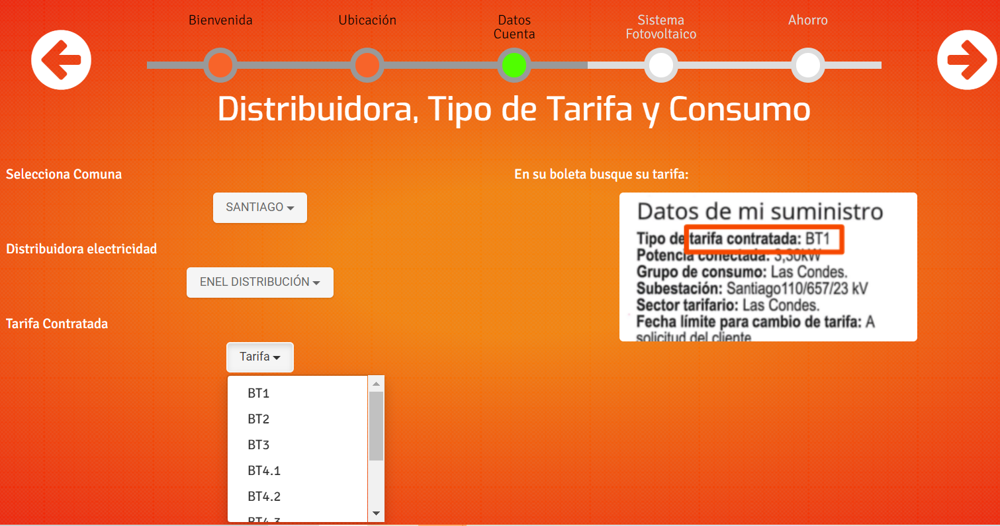 Bienvenida
Ubicación
Datos
Cuenta
Sistema
Fotovoltaico
Ahorro
Distribuidora, Tipo de Tarifa y Consumo
Selecciona Comuna
SANTIAGO
Distribuidora electricidad
ENEL DISTRIBUCIÓN
Tarifa Contratada
Tarifa
BT1
BT2
BT3
BT4.1
BT4.2
BT4.3
En su boleta busque su tarifa:
Datos de mi suministro
Tipo de tarifa contratada: BT1
Potencia conectada: 3,30kW
Grupo de consumo: Las Condes.
Subestación: Santiago110/657/23 kV
Sector tarifario: Las Condes.
Fecha límite para cambio de tarifa: A
solicitud del cliente